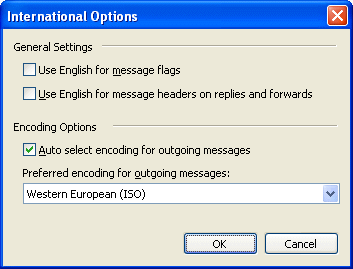 International Options
General Settings
Use English for message flags
Use English for message headers on replies and forwards
Encoding Options
Auto select encoding for outgoing messages
Preferred encoding for outgoing messages:
Western European (ISO)
OK Cancel